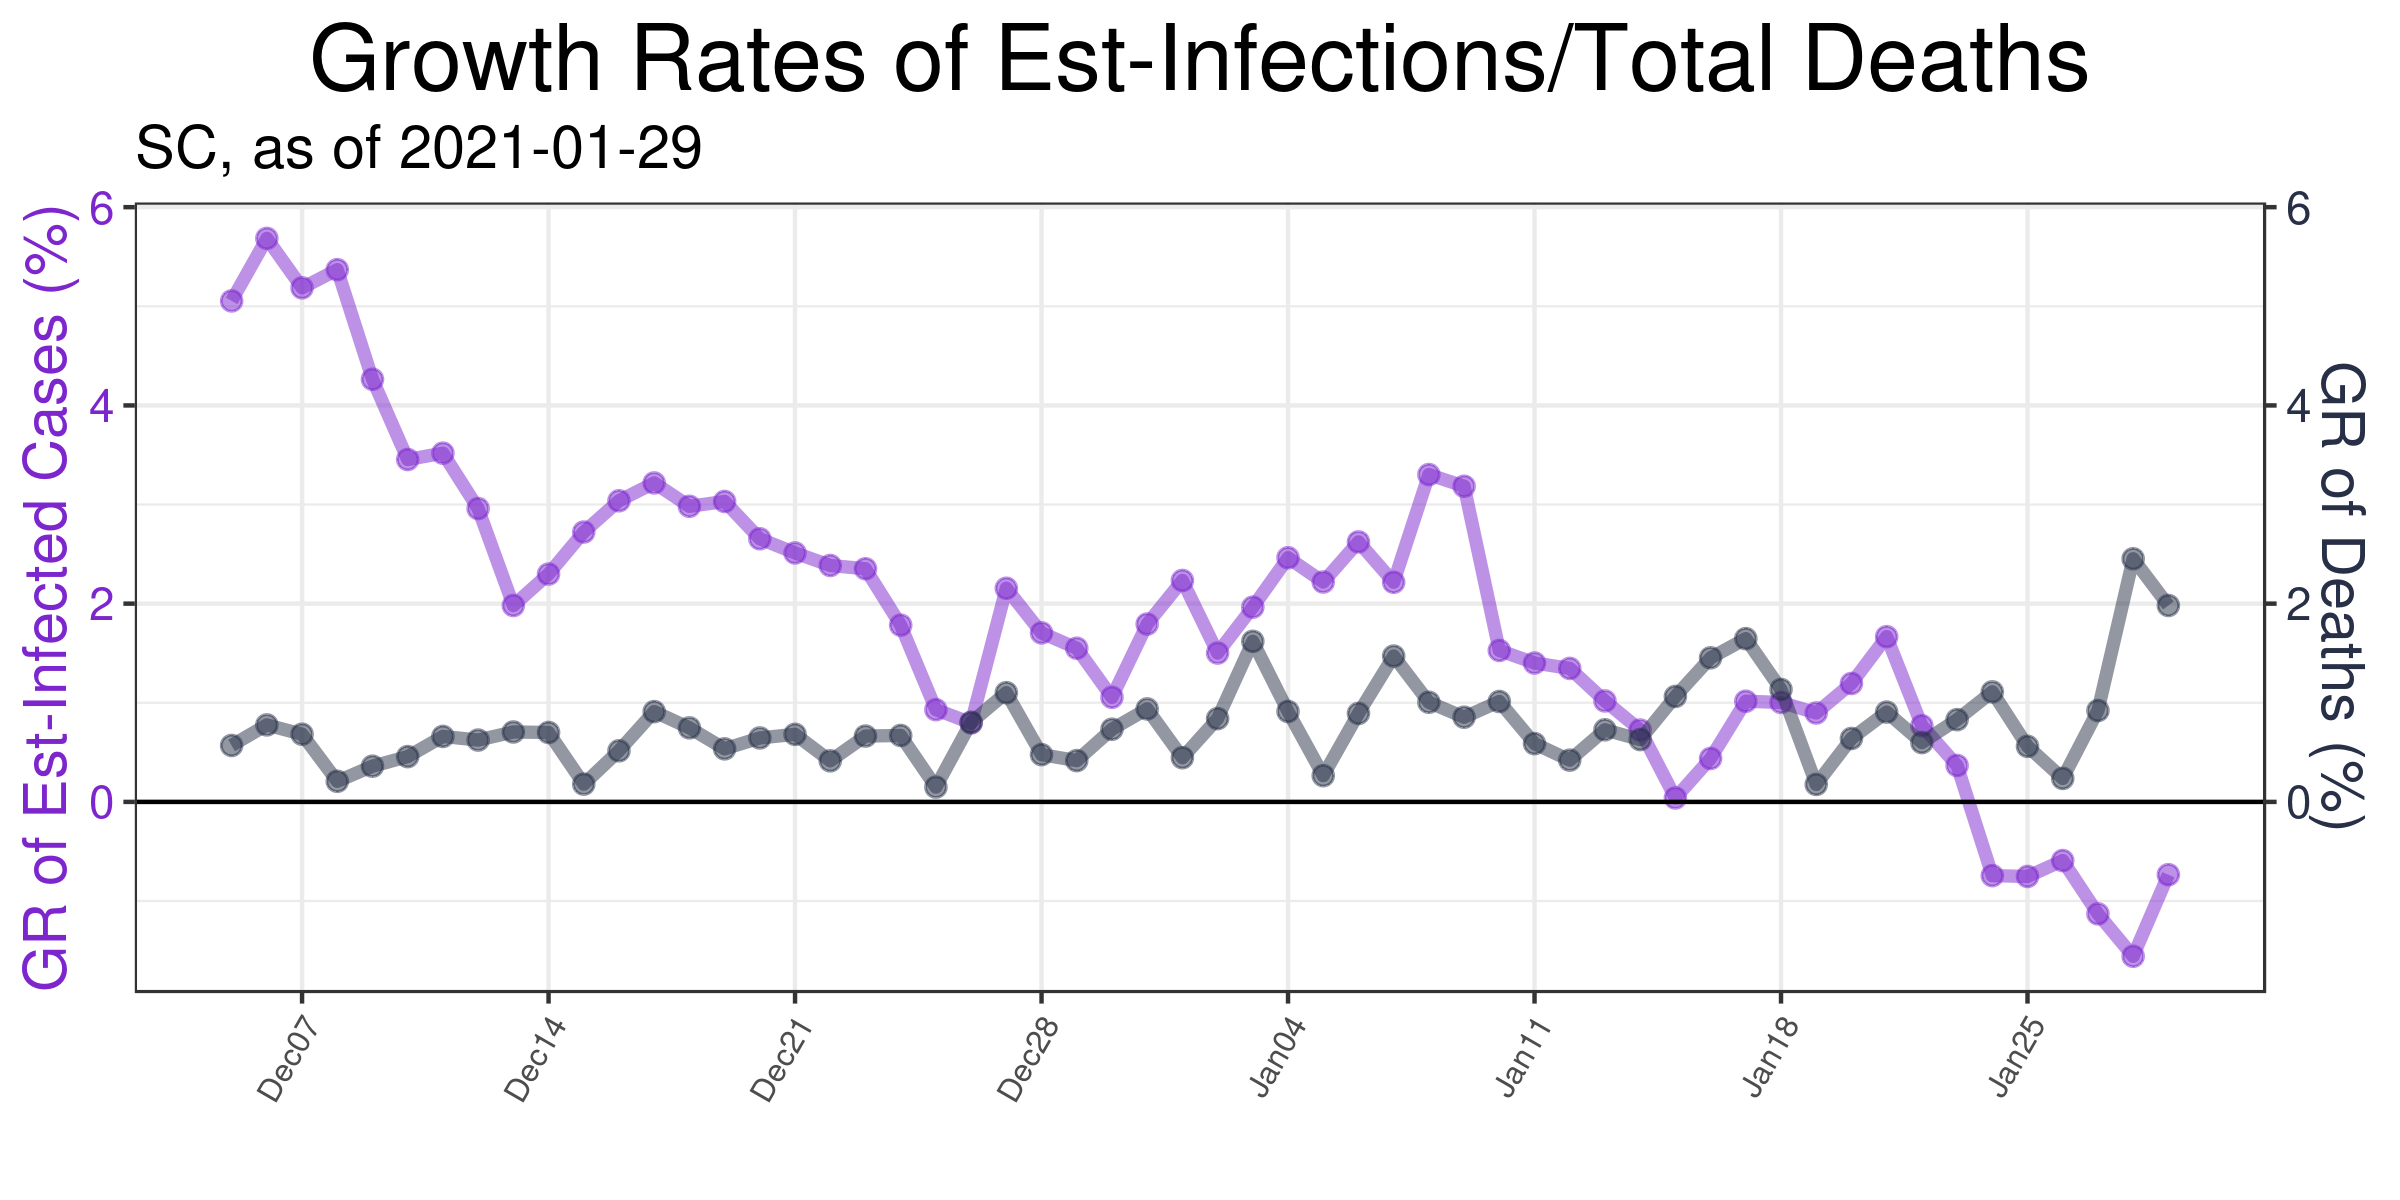 Growth Rates of Est-Infections/Total Deaths
SC, as of 2021-01-29
GR of Est-Infected Cases (%)
6
4
2
0
6
4
2
0
GR of Deaths (%)
Dec07
Dec14
Dec21
Dec28
Jan04
Jan11
Jan18
Jan25